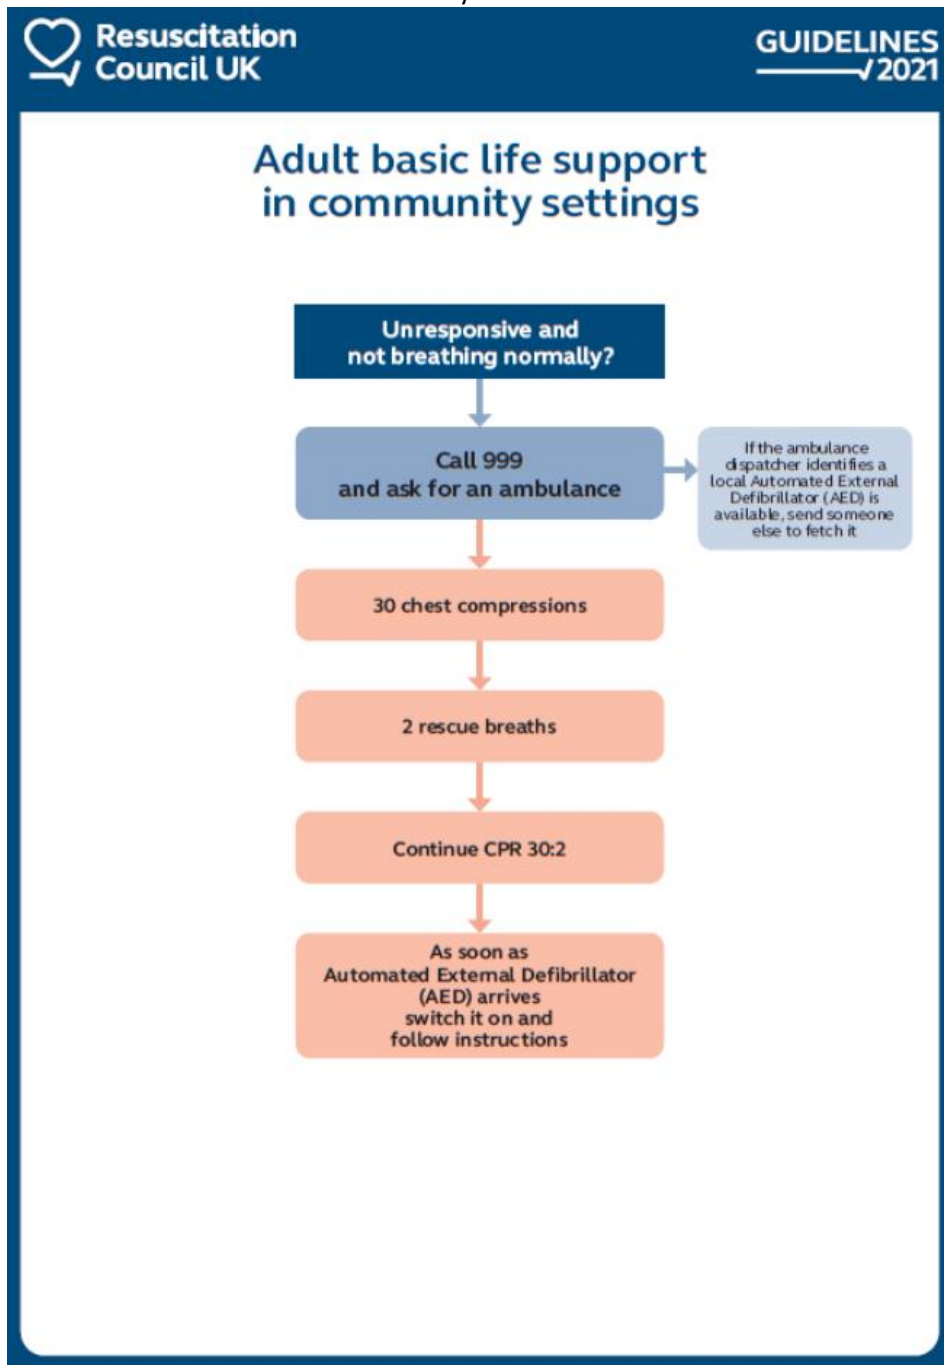 Resuscitation
Council UK
GUIDELINES
2021
Adult basic life support
in community settings
Unresponsive and
not breathing normally?
Call 999
and ask for an ambulance
If the ambulance
dispatcher identifies a
local Automated External
Defibrillator (AED) is
available, send someone
else to fetch it
30 chest compressions
2 rescue breaths
Continue CPR 30:2
As soon as
Automated External Defibrillator
(AED) arrives
switch it on and
follow instructions